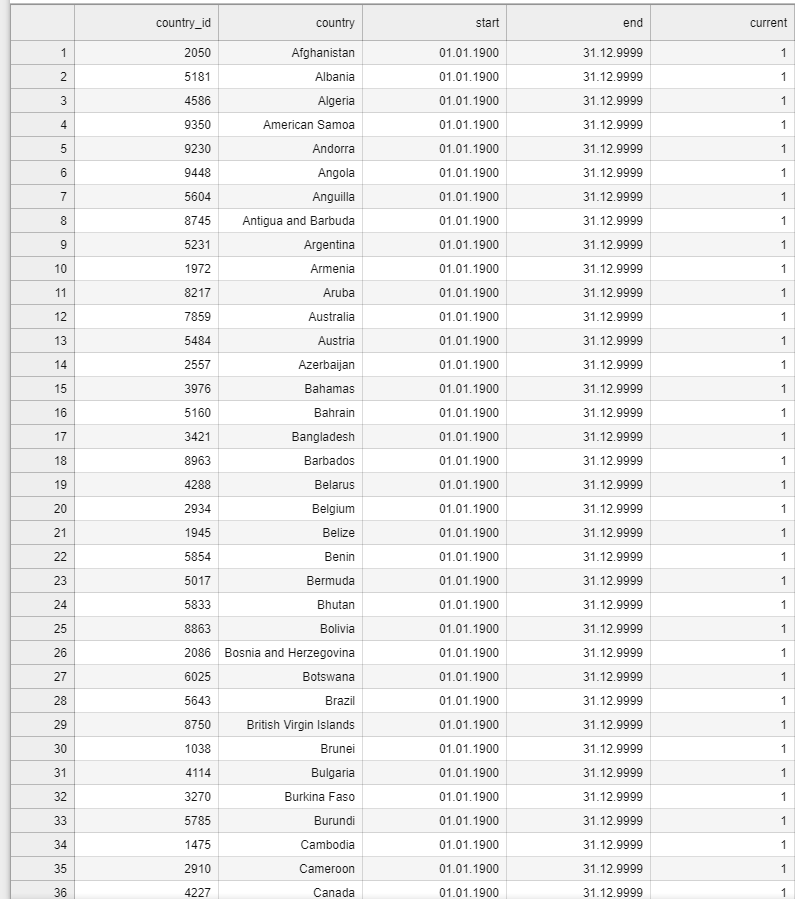 country_id country start end current
1 2050 Afghanistan 01.01.1900 31.12.9999 1
2 5181 Albania 01.01.1900 31.12.9999 1
3 4586 Algeria 01.01.1900 31.12.9999 1
4 9350 American Samoa 01.01.1900 31.12.9999 1
5 9230 Andorra 01.01.1900 31.12.9999 1
6 9448 Angola 01.01.1900 31.12.9999 1
7 5604 Anguilla 01.01.1900 31.12.9999 1
8 8745 Antigua and Barbuda 01.01.1900 31.12.9999 1
9 5231 Argentina 01.01.1900 31.12.9999 1
10 1972 Armenia 01.01.1900 31.12.9999 1
11 8217 Aruba 01.01.1900 31.12.9999 1
12 7859 Australia 01.01.1900 31.12.9999 1
13 5484 Austria 01.01.1900 31.12.9999 1
14 2557 Azerbaijan 01.01.1900 31.12.9999 1
15 3976 Bahamas 01.01.1900 31.12.9999 1
16 5160 Bahrain 01.01.1900 31.12.9999 1
17 3421 Bangladesh 01.01.1900 31.12.9999 1
18 8963 Barbados 01.01.1900 31.12.9999 1
19 4288 Belarus 01.01.1900 31.12.9999 1
20 2934 Belgium 01.01.1900 31.12.9999 1
21 1945 Belize 01.01.1900 31.12.9999 1
22 5854 Benin 01.01.1900 31.12.9999 1
23 5017 Bermuda 01.01.1900 31.12.9999 1
24 5833 Bhutan 01.01.1900 31.12.9999 1
25 8863 Bolivia 01.01.1900 31.12.9999 1
26 2086 Bosnia and Herzegovina 01.01.1900 31.12.9999 1
27 6025 Botswana 01.01.1900 31.12.9999 1
28 5643 Brazil 01.01.1900 31.12.9999 1
29 8750 British Virgin Islands 01.01.1900 31.12.9999 1
30 1038 Brunei 01.01.1900 31.12.9999 1
31 4114 Bulgaria 01.01.1900 31.12.9999 1
32 3270 Burkina Faso 01.01.1900 31.12.9999 1
33 5785 Burundi 01.01.1900 31.12.9999 1
34 1475 Cambodia 01.01.1900 31.12.9999 1
35 2910 Cameroon 01.01.1900 31.12.9999 1
36 4227 Canada 01.01.1900 31.12.9999 1